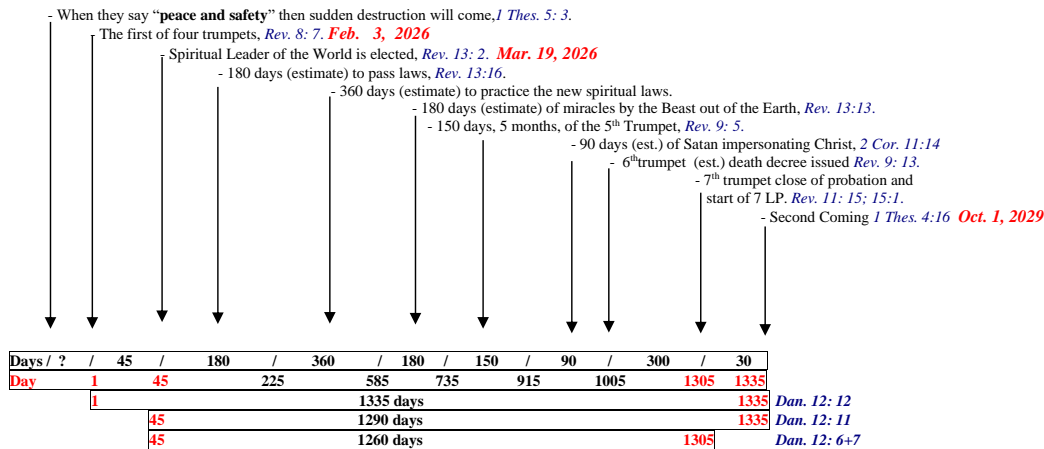 - When they say “peace and safety” then sudden destruction will come,1 Thes. 5: 3.
- The first of four trumpets, Rev. 8: 7. Feb. 3, 2026
- Spiritual Leader of the World is elected, Rev. 13: 2. Mar. 19, 2026
- 180 days (estimate) to pass laws, Rev. 13:16.
- 360 days (estimate) to practice the new spiritual laws.
- 180 days (estimate) of miracles by the Beast out of the Earth, Rev. 13:13.
- 150 days, 5 months, of the 5th Trumpet, Rev. 9: 5.
- 90 days (est.) of Satan impersonating Christ, 2 Cor. 11:14
- 6thtrumpet (est.) death decree issued Rev. 9: 13.
- 7th trumpet close of probation and
start of 7 LP. Rev. 11: 15; 15:1.
- Second Coming 1 Thes. 4:16 Oct. 1, 2029
Days / ? / 45 / 180 / 360 / 180 / 150 / 90 / 300 / 30
Day 1 45 225 585 735 915 1005 1305 1335
1 1335 days 1335 Dan. 12: 12
45 1290 days 1335 Dan. 12: 11
45 1260 days 1305 Dan. 12: 6+7